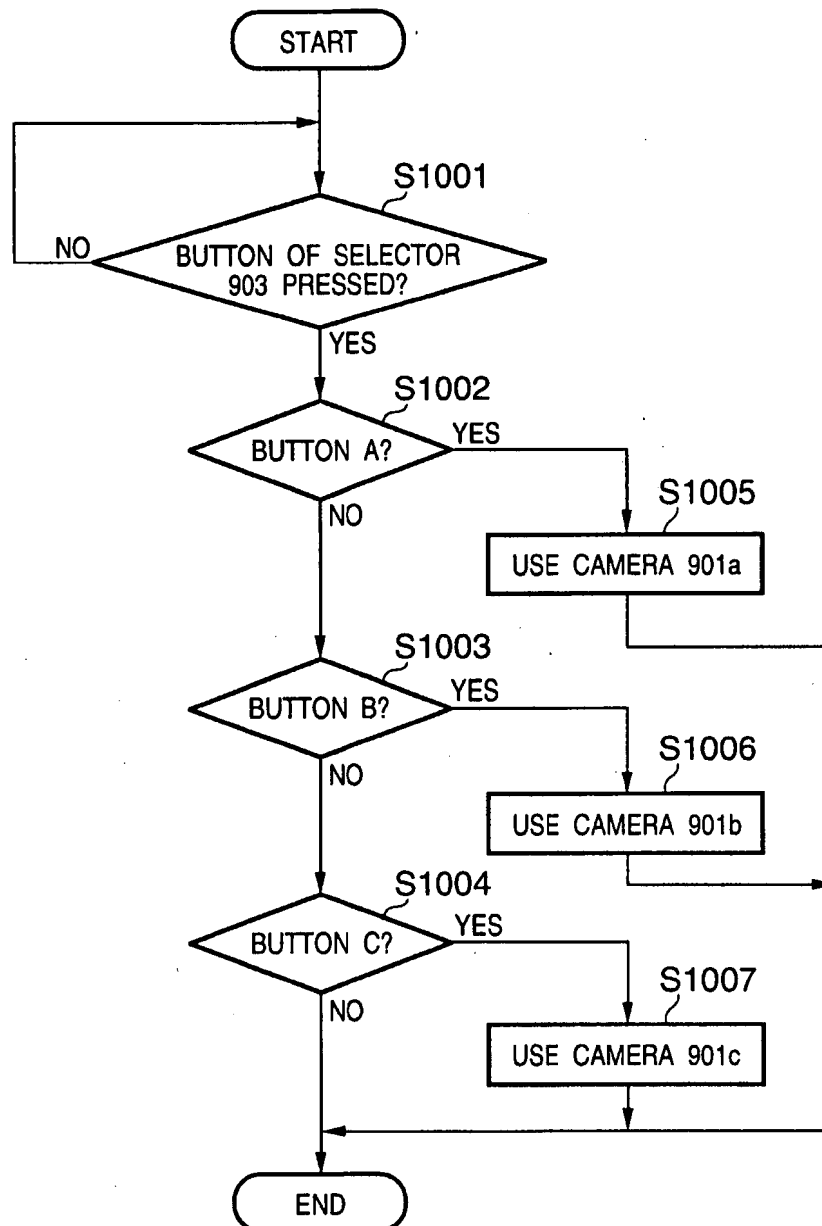 START
S1001
NO
BUTTON OF SELECTOR
903 PRESSED?
YES
S1002
BUTTON A?
YES
NO
S1005
USE CAMERA 901a
S1003
BUTTON B?
YES
NO
S1006
USE CAMERA 901b
S1004
BUTTON C?
YES
NO
S1007
USE CAMERA 901c
END